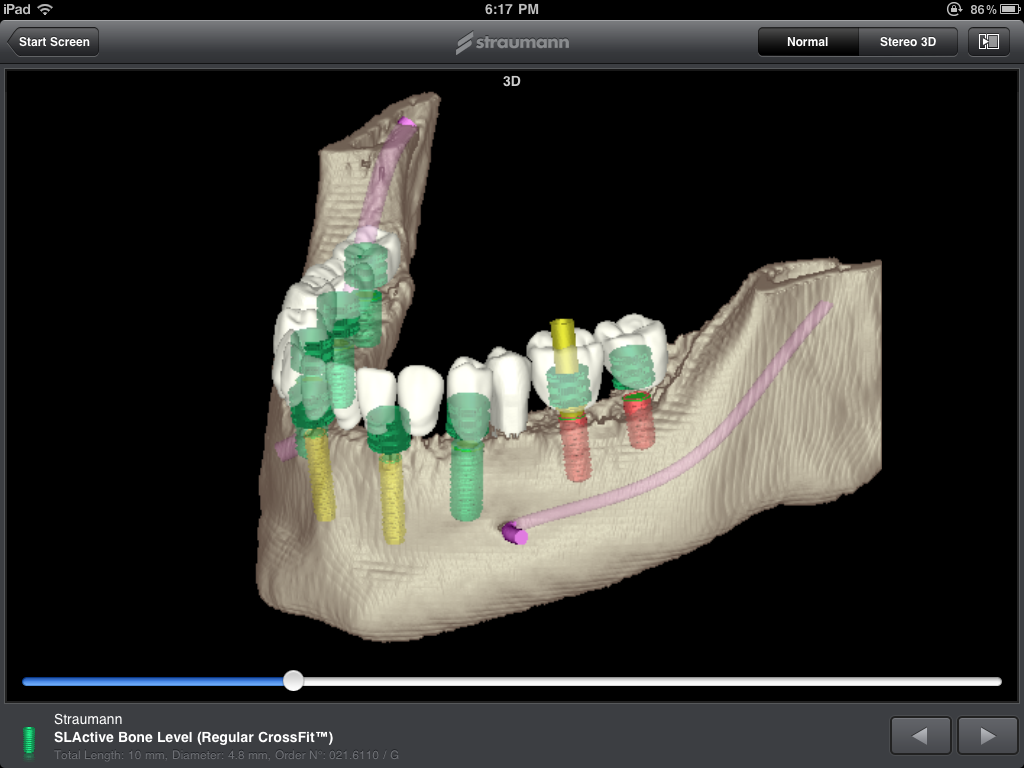 iPad 6:17 PM 86%
Start Screen straumann Normal Stereo 3D
3D
Straumann
SLActive Bone Level (Regular CrossFit™)
Total Length: 10 mm, Diameter: 4.8 mm, Order N°: 021.6110 / G